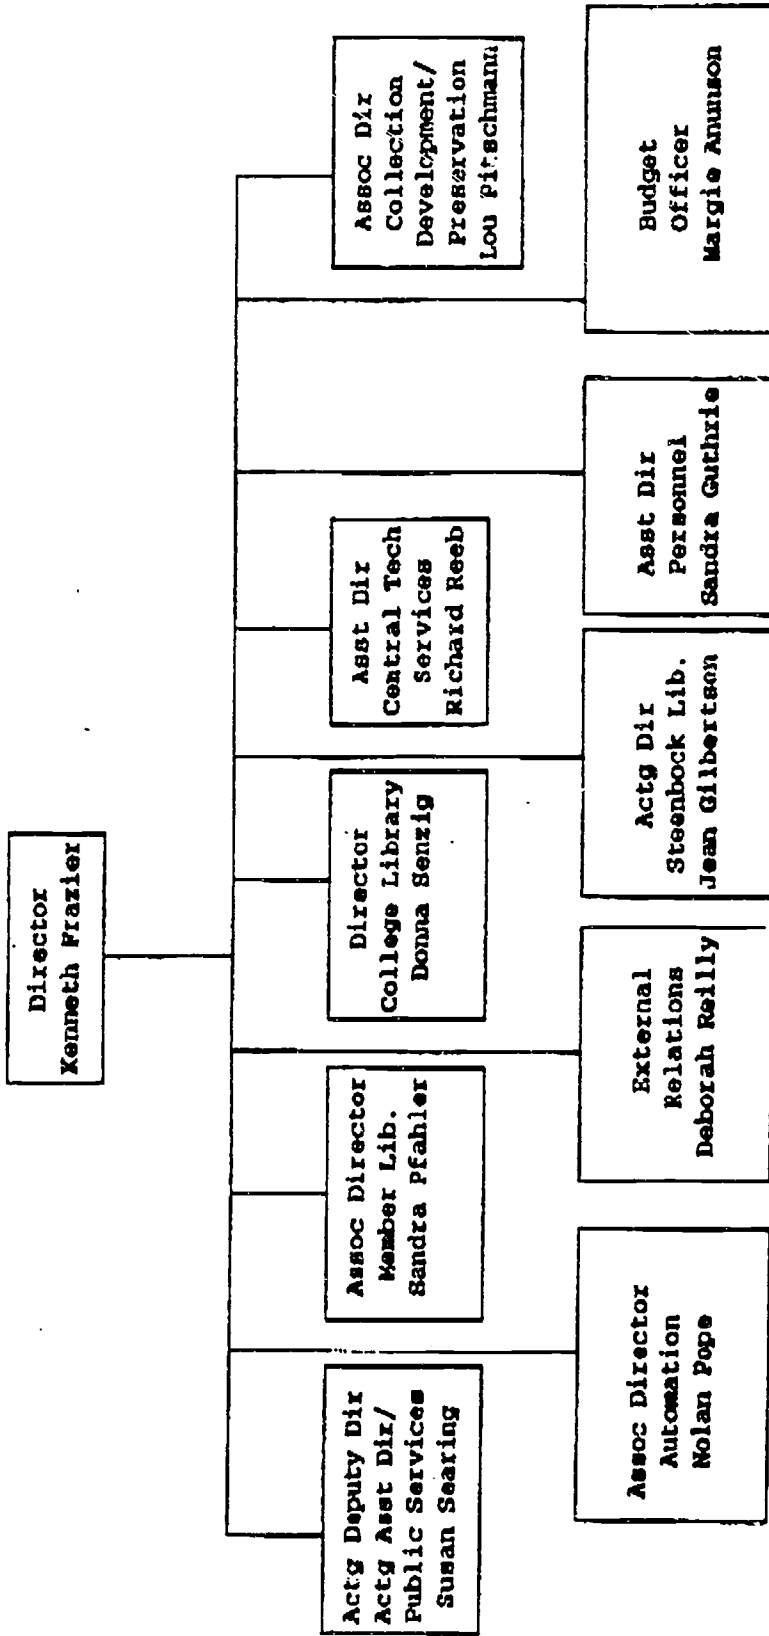 Director
Kenneth Frazier
Actg Deputy Dir
Actg Asst Dir/
Public Services
Susan Searing
Assoc Director
Member Lib.
Sandra Pfahler
Director
College Library
Donna Senzig
Asst Dir
Central Tech
Services
Richard Reeb
Assoc Dir
Collection
Development/
Preservation
Lou Pitschmann
Assoc Director
Automation
Nolan Pope
External
Relations
Deborah Reilly
Actg Dir
Steenbock Lib.
Jean Gilbertson
Asst Dir
Personnel
Sandra Guthrie
Budget
Officer
Margie Anunson